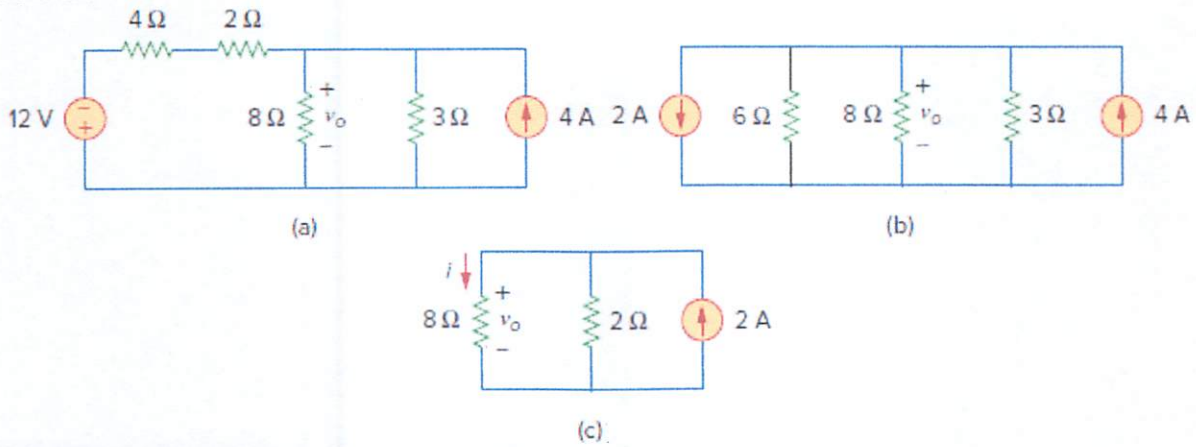 4 Ω 2 Ω
12 V - + 8 Ω + vo - 3 Ω 4 A
(a)
2 A 6 Ω 8 Ω + vo - 3 Ω 4 A
(b)
i
8 Ω + vo - 2 Ω 2 A
(c)